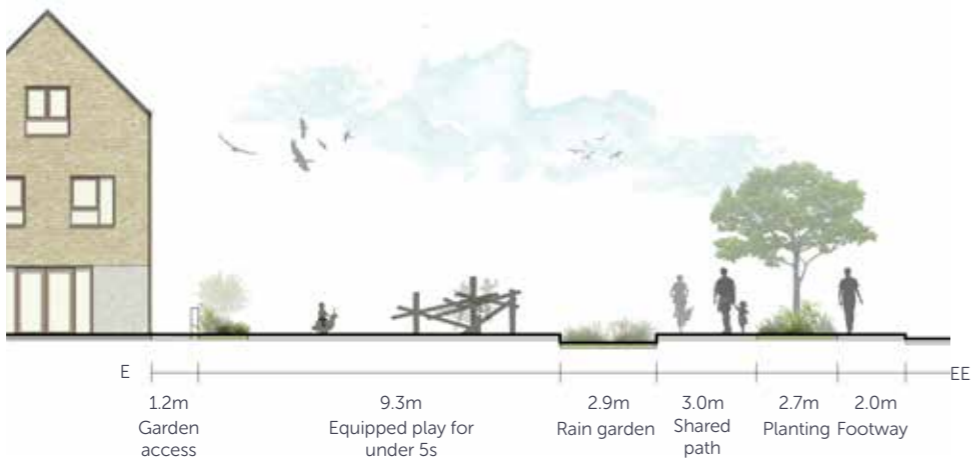 E
EE
1.2m
Garden
access
9.3m
Equipped play for
under 5s
2.9m
Rain garden
3.0m
Shared
path
2.7m
Planting
2.0m
Footway